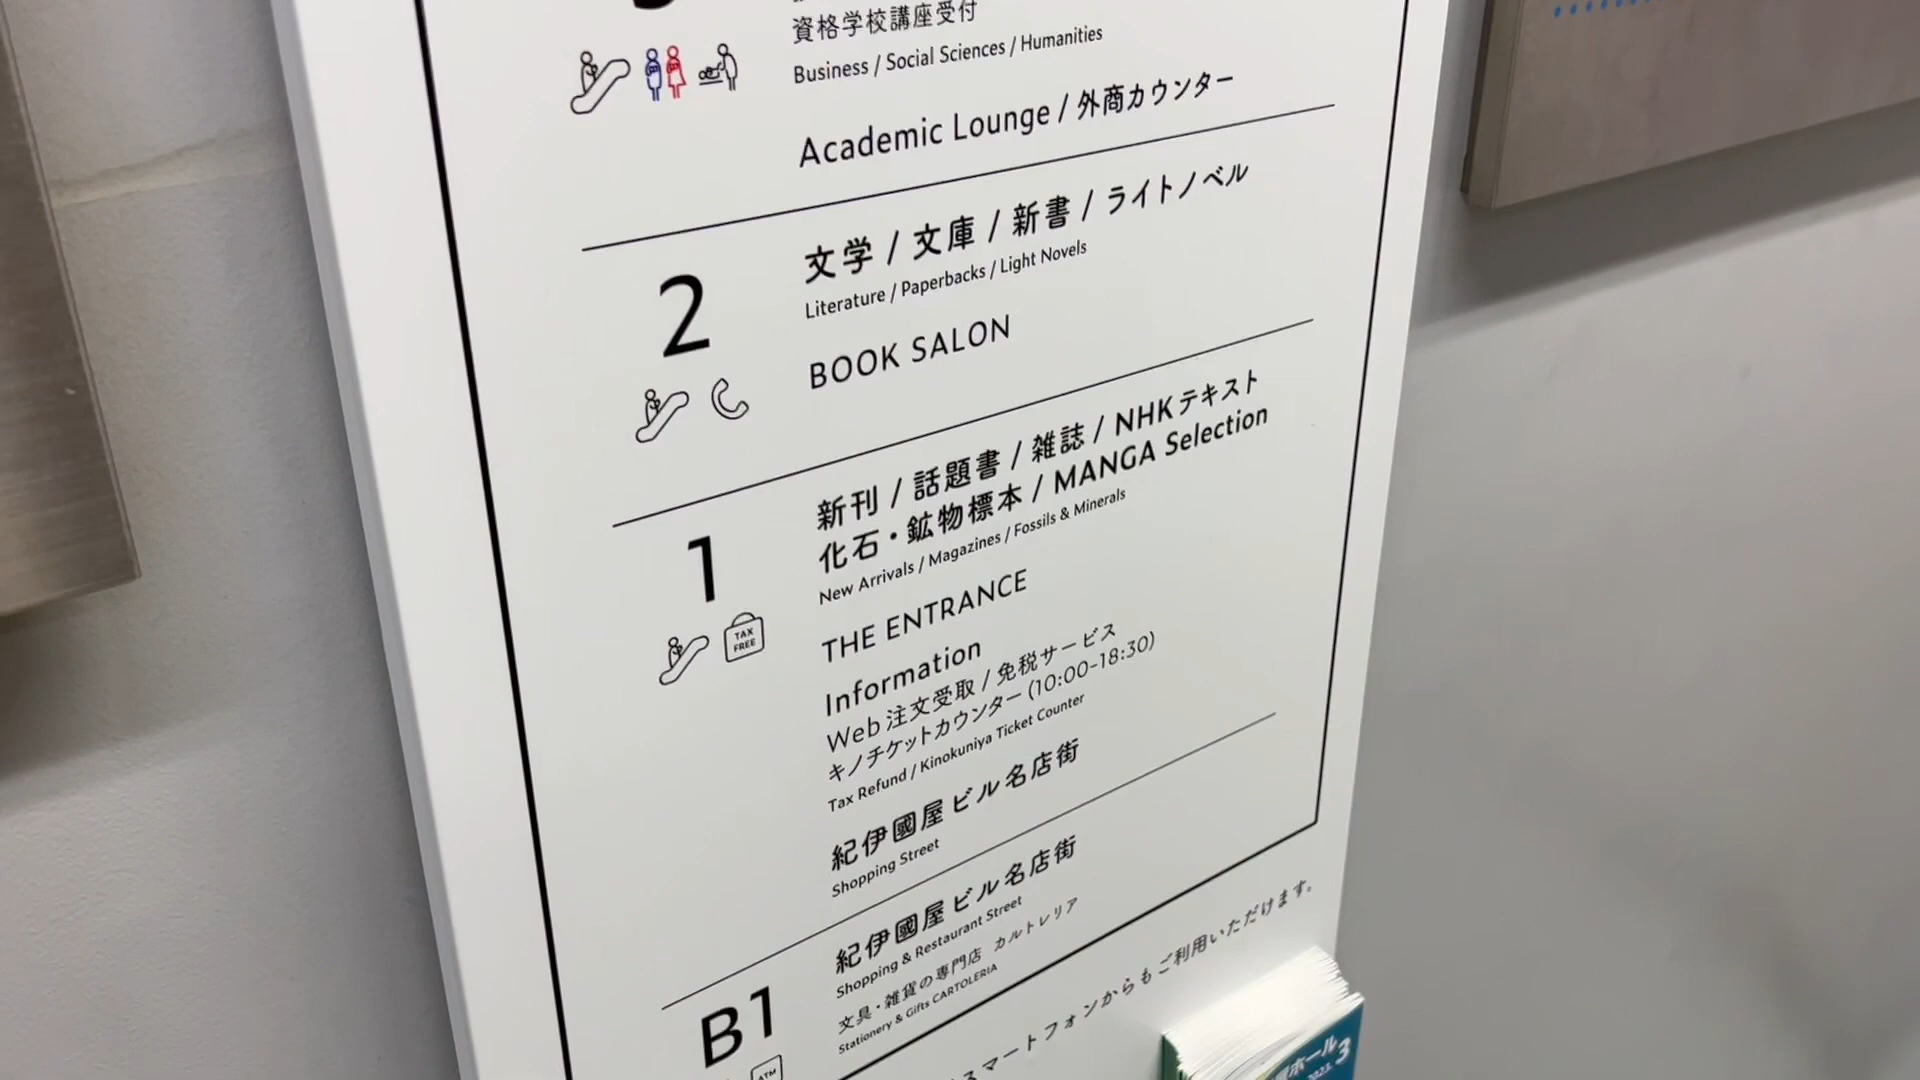 資格学校講座受付
Business / Social Sciences / Humanities
Academic Lounge / 外商カウンター
2
文学 / 文庫 / 新書 / ライトノベル
Literature / Paperbacks / Light Novels
BOOK SALON
1
新刊 / 話題書 / 雑誌 / NHKテキスト
化石・鉱物標本 / MANGA Selection
New Arrivals / Magazines / Fossils & Minerals
TAX
FREE
THE ENTRANCE
Information
Web注文受取 / 免税サービス
キノチケットカウンター (10:00-18:30)
Tax Refund / Kinokuniya Ticket Counter
紀伊國屋ビル名店街
Shopping Street
B1
紀伊國屋ビル名店街
Shopping & Restaurant Street
文具・雑貨の専門店 カルトレリア
Stationery & Gifts CARTOLERIA
ATM
スマートフォンからもご利用いただけます。
ホール
3